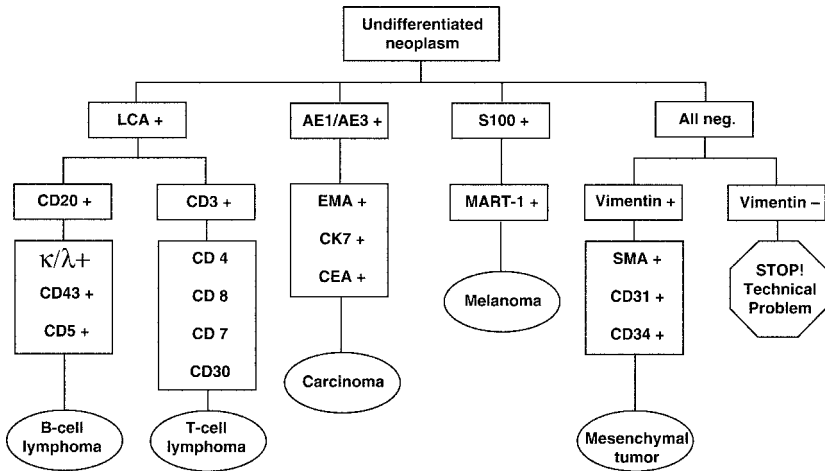 Undifferentiated
neoplasm
LCA +
AE1/AE3 +
S100 +
All neg.
CD20 +
CD3 +
EMA +
CK7 +
CEA +
MART-1 +
Vimentin +
Vimentin –
κ/λ+
CD43 +
CD5 +
CD 4
CD 8
CD 7
CD30
Melanoma
SMA +
CD31 +
CD34 +
STOP!
Technical
Problem
Carcinoma
B-cell
lymphoma
T-cell
lymphoma
Mesenchymal
tumor